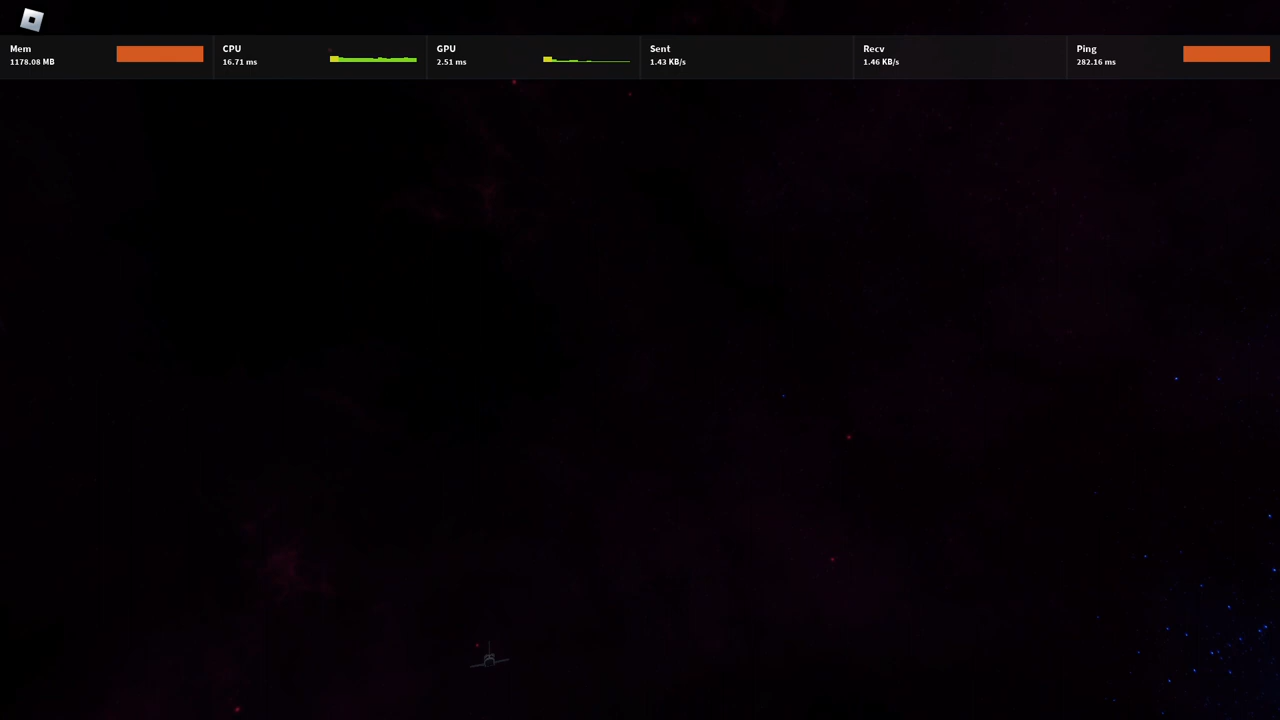 Mem
1178.08 MB
CPU
16.71 ms
GPU
2.51 ms
Sent
1.43 KB/s
Recv
1.46 KB/s
Ping
282.16 ms